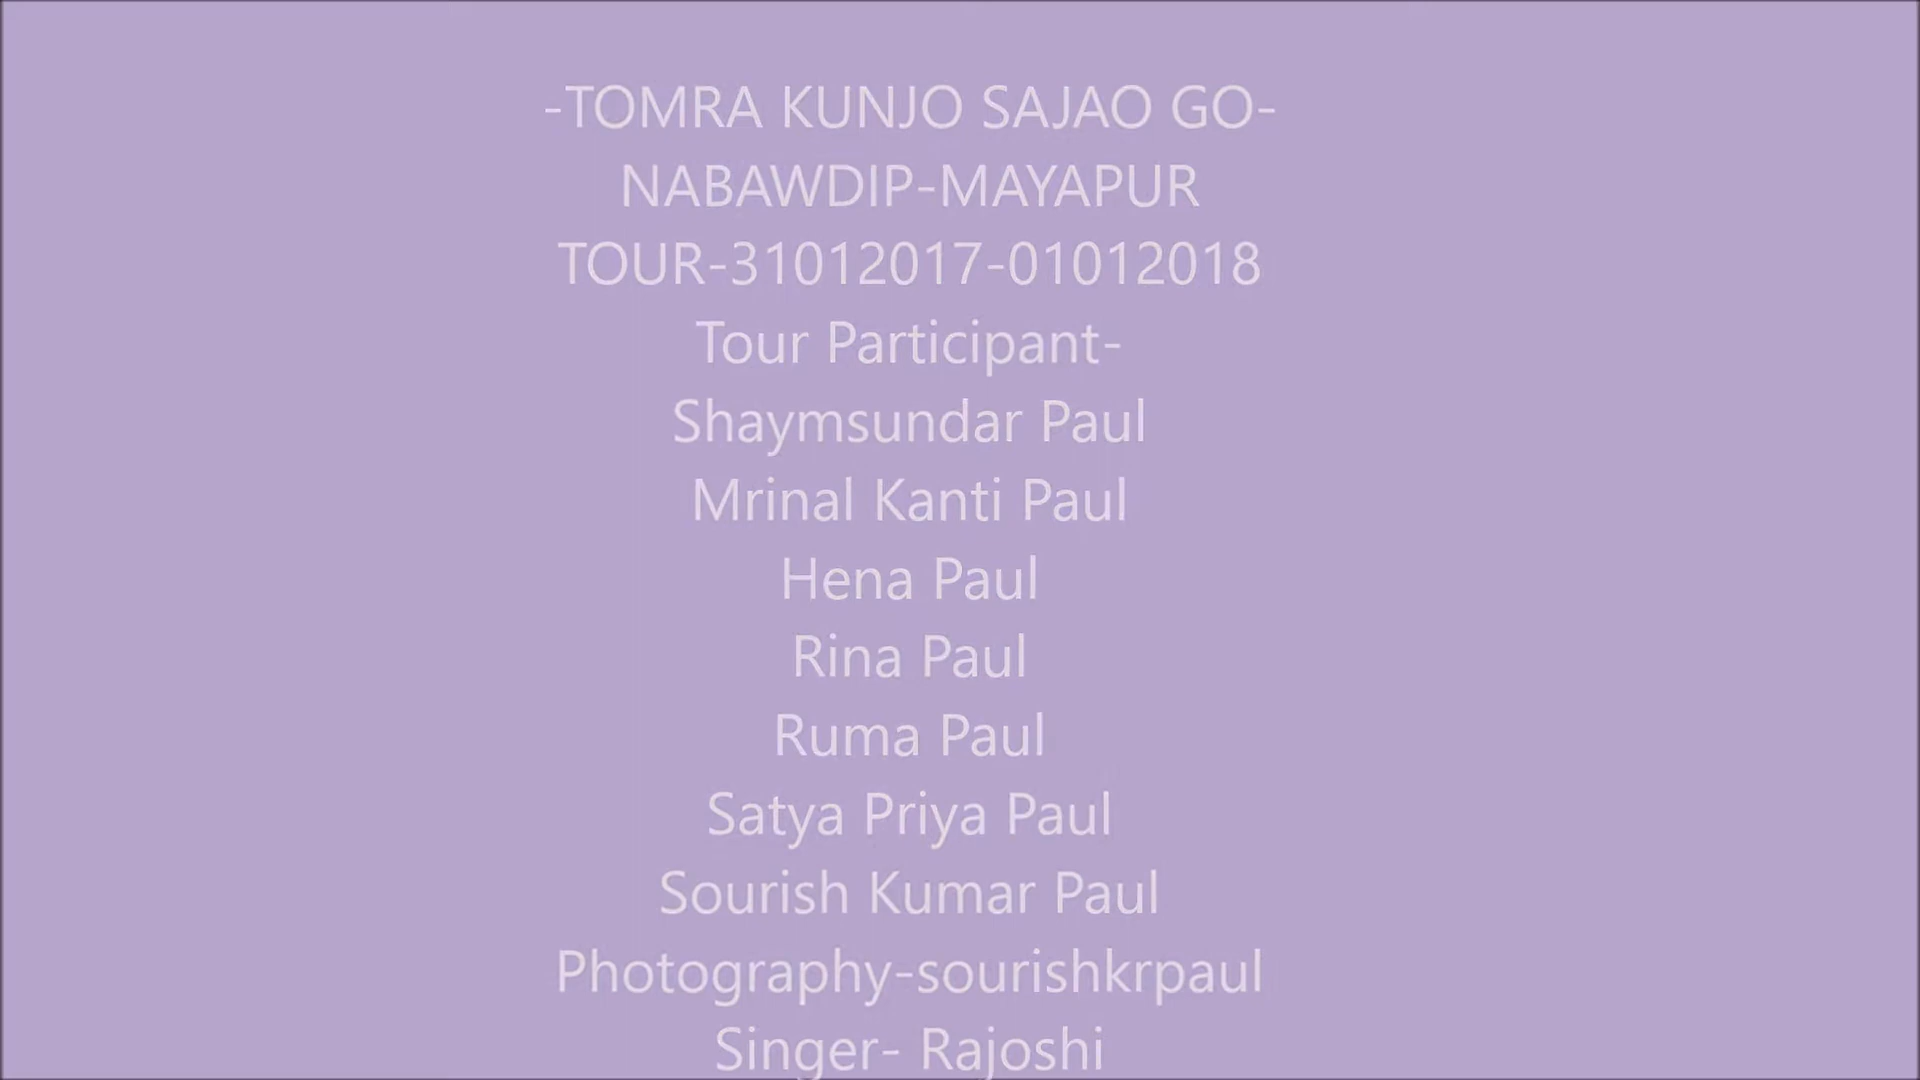 -TOMRA KUNJO SAJAO GO-
NABAWDIP-MAYAPUR
TOUR-31012017-01012018
Tour Participant-
Shaymsundar Paul
Mrinal Kanti Paul
Hena Paul
Rina Paul
Ruma Paul
Satya Priya Paul
Sourish Kumar Paul
Photography-sourishkrpaul
Singer- Rajoshi